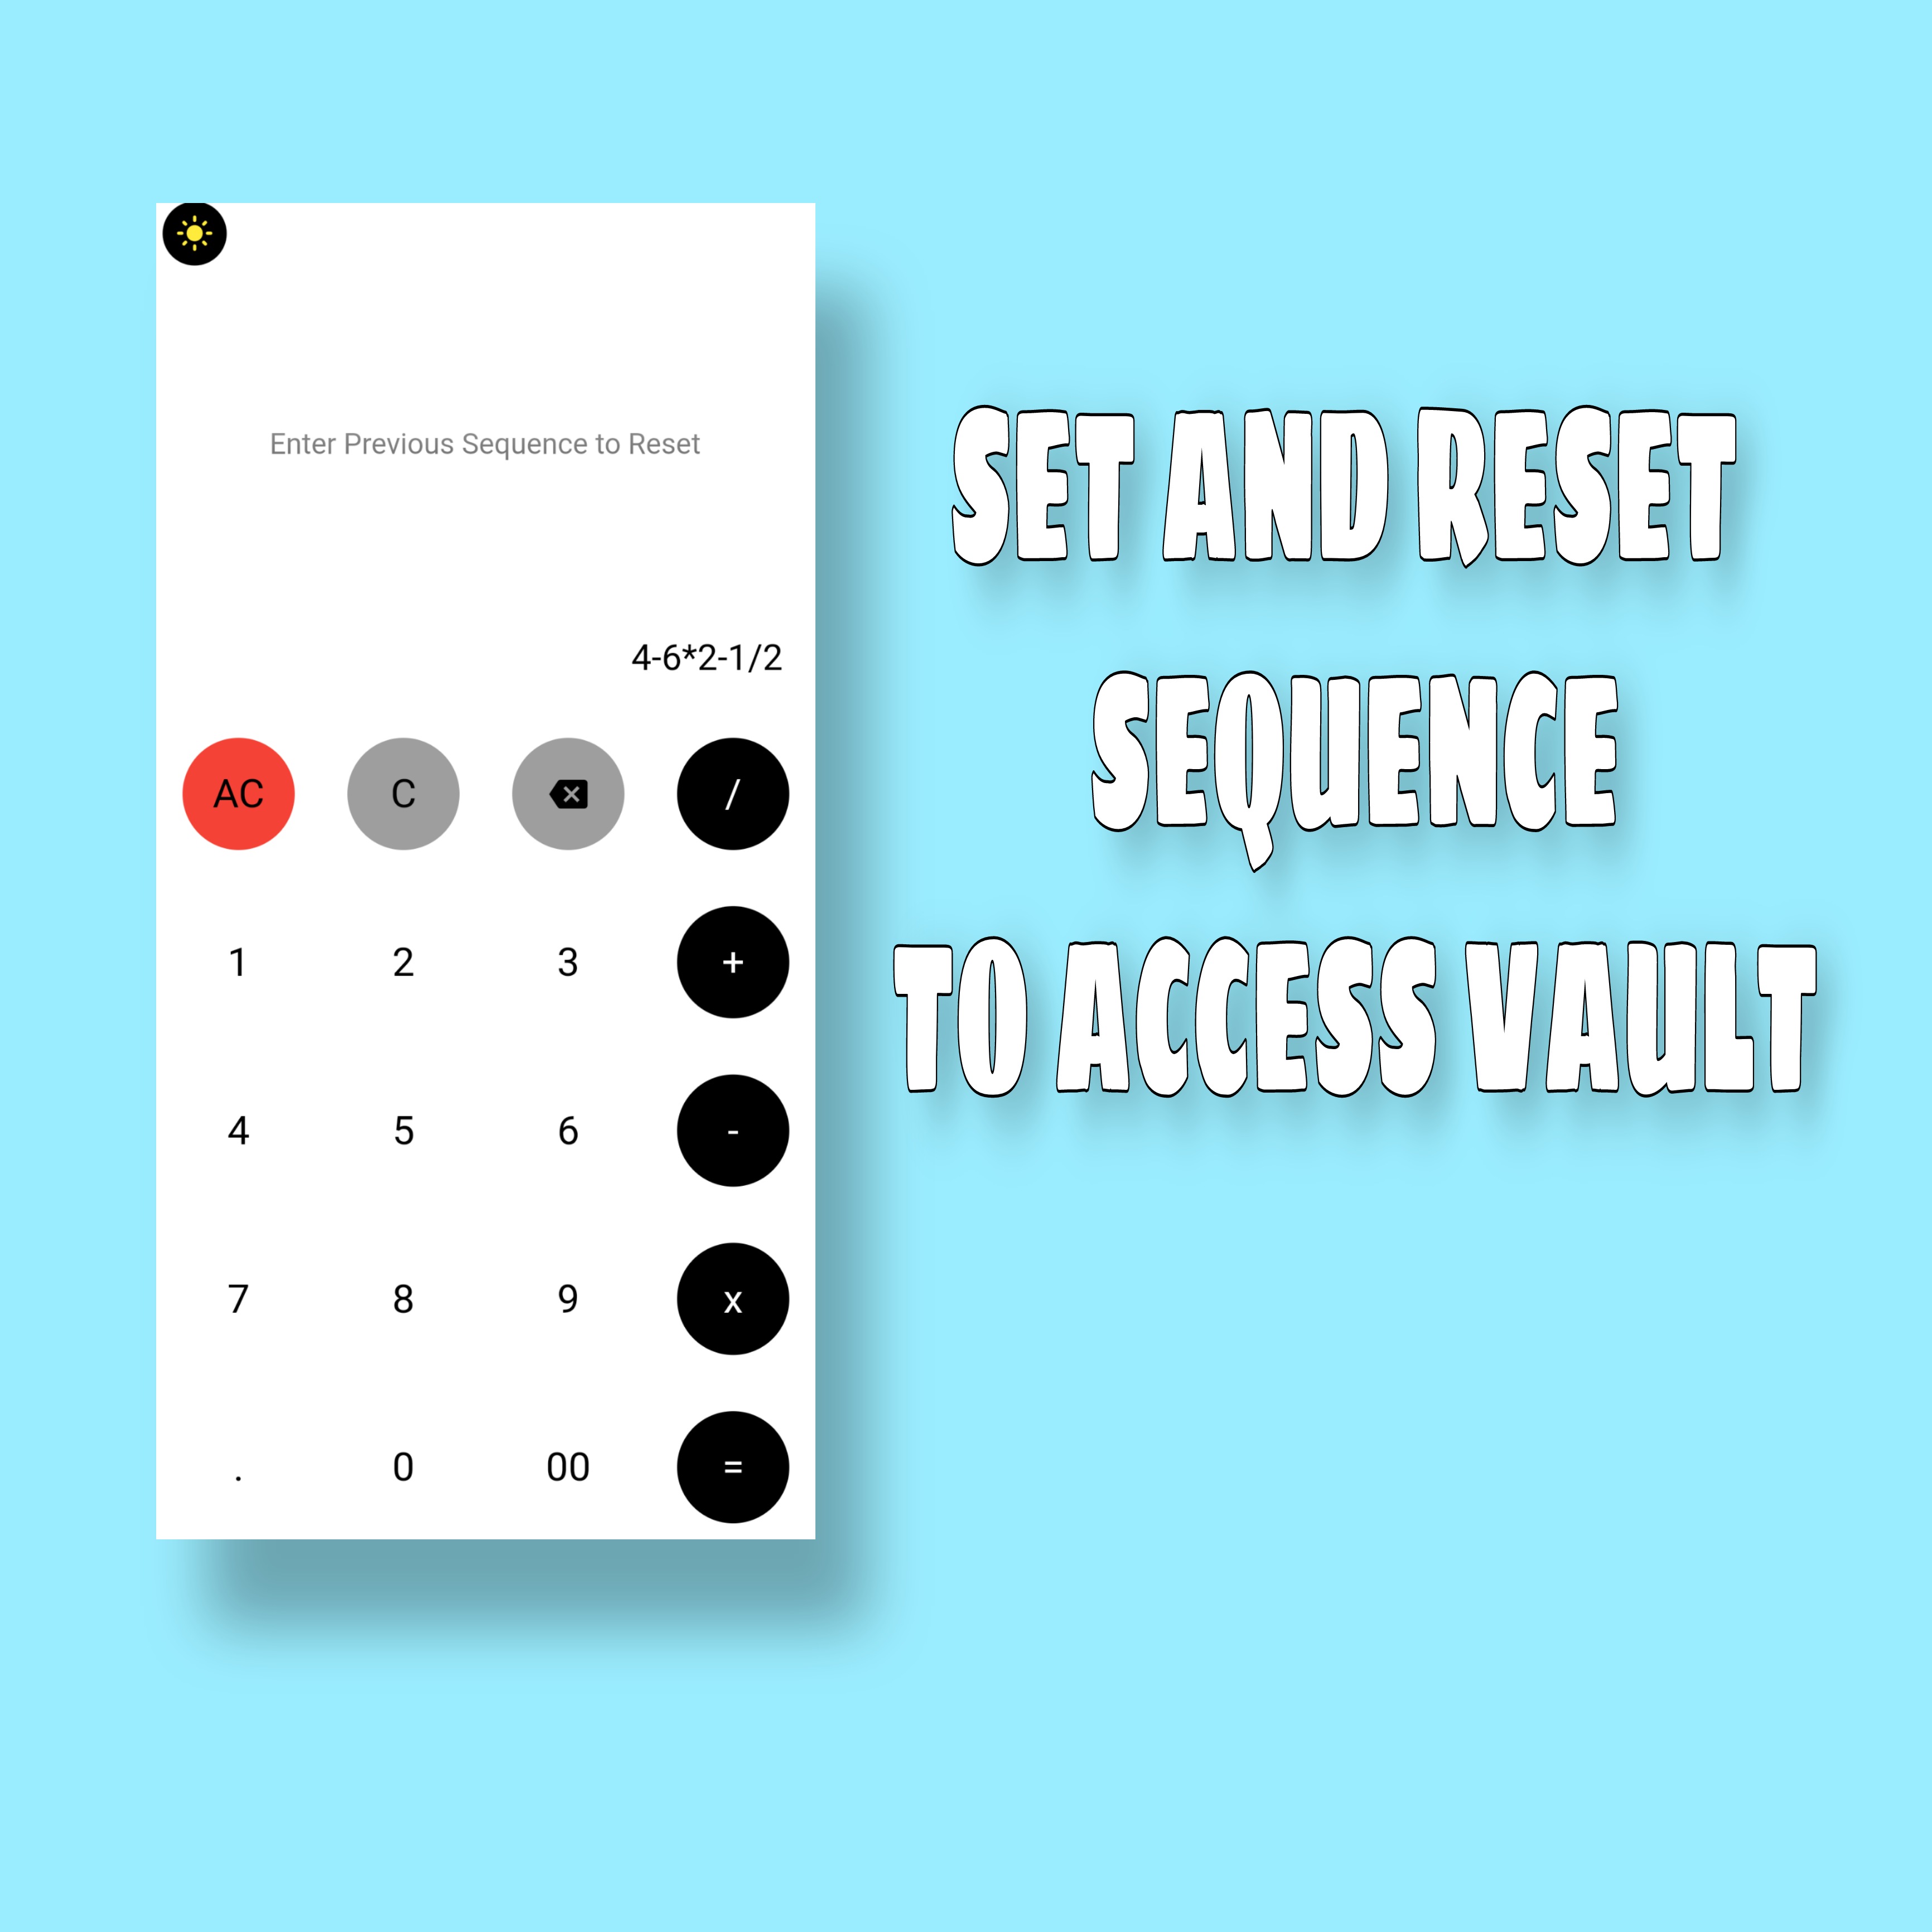 Enter Previous Sequence to Reset
4-6*2-1/2
AC C /
1 2 3 +
4 5 6 -
7 8 9 x
. 0 00 =
SET AND RESET
SEQUENCE
TO ACCESS VAULT